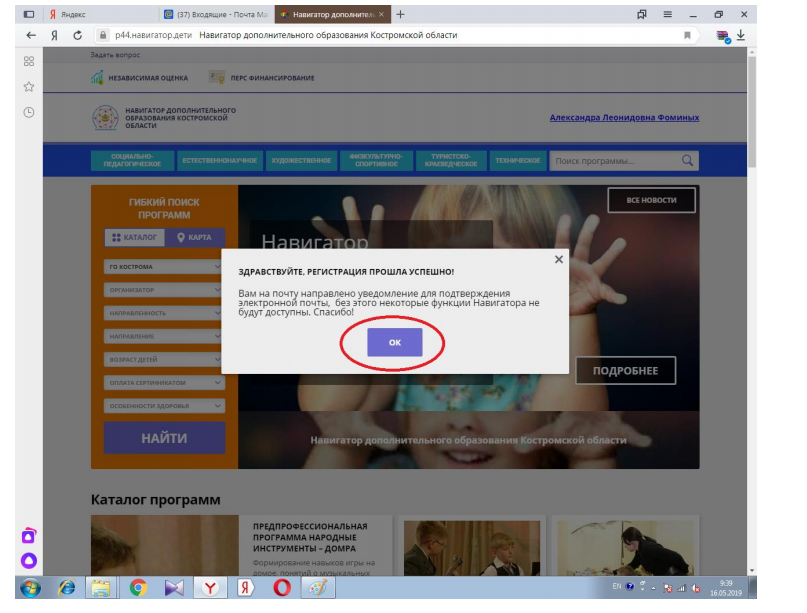 Яндекс
(37) Входящие - Почта Ма
Навигатор дополнител
p44.навигатор.дети Навигатор дополнительного образования Костромской области
Задать вопрос
НЕЗАВИСИМАЯ ОЦЕНКА
ПЕРС ФИНАНСИРОВАНИЕ
НАВИГАТОР ДОПОЛНИТЕЛЬНОГО
ОБРАЗОВАНИЯ КОСТРОМСКОЙ
ОБЛАСТИ
Александра Леонидовна Фоминых
СОЦИАЛЬНО-
ПЕДАГОГИЧЕСКОЕ
ЕСТЕСТВЕННОНАУЧНОЕ
ХУДОЖЕСТВЕННОЕ
ФИЗКУЛЬТУРНО-
СПОРТИВНОЕ
ТУРИСТСКО-
КРАЕВЕДЧЕСКОЕ
ТЕХНИЧЕСКОЕ
Поиск программы...
ГИБКИЙ ПОИСК
ПРОГРАММ
КАТАЛОГ
КАРТА
ГО КОСТРОМА
ОРГАНИЗАТОР
НАПРАВЛЕННОСТЬ
НАПРАВЛЕНИЕ
ВОЗРАСТ ДЕТЕЙ
ОПЛАТА СЕРТИФИКАТОМ
ОСОБЕННОСТИ ЗДОРОВЬЯ
НАЙТИ
ВСЕ НОВОСТИ
Навигатор
ЗДРАВСТВУЙТЕ, РЕГИСТРАЦИЯ ПРОШЛА УСПЕШНО!
Вам на почту направлено уведомление для подтверждения
электронной почты, без этого некоторые функции Навигатора не
будут доступны. Спасибо!
ОК
ПОДРОБНЕЕ
Навигатор дополнительного образования Костромской области
Каталог программ
ПРЕДПРОФЕССИОНАЛЬНАЯ
ПРОГРАММА НАРОДНЫЕ
ИНСТРУМЕНТЫ – ДОМРА
Формирование навыков игры на
домре, понятий о музыкальных
EN
9:39
16.05.2019